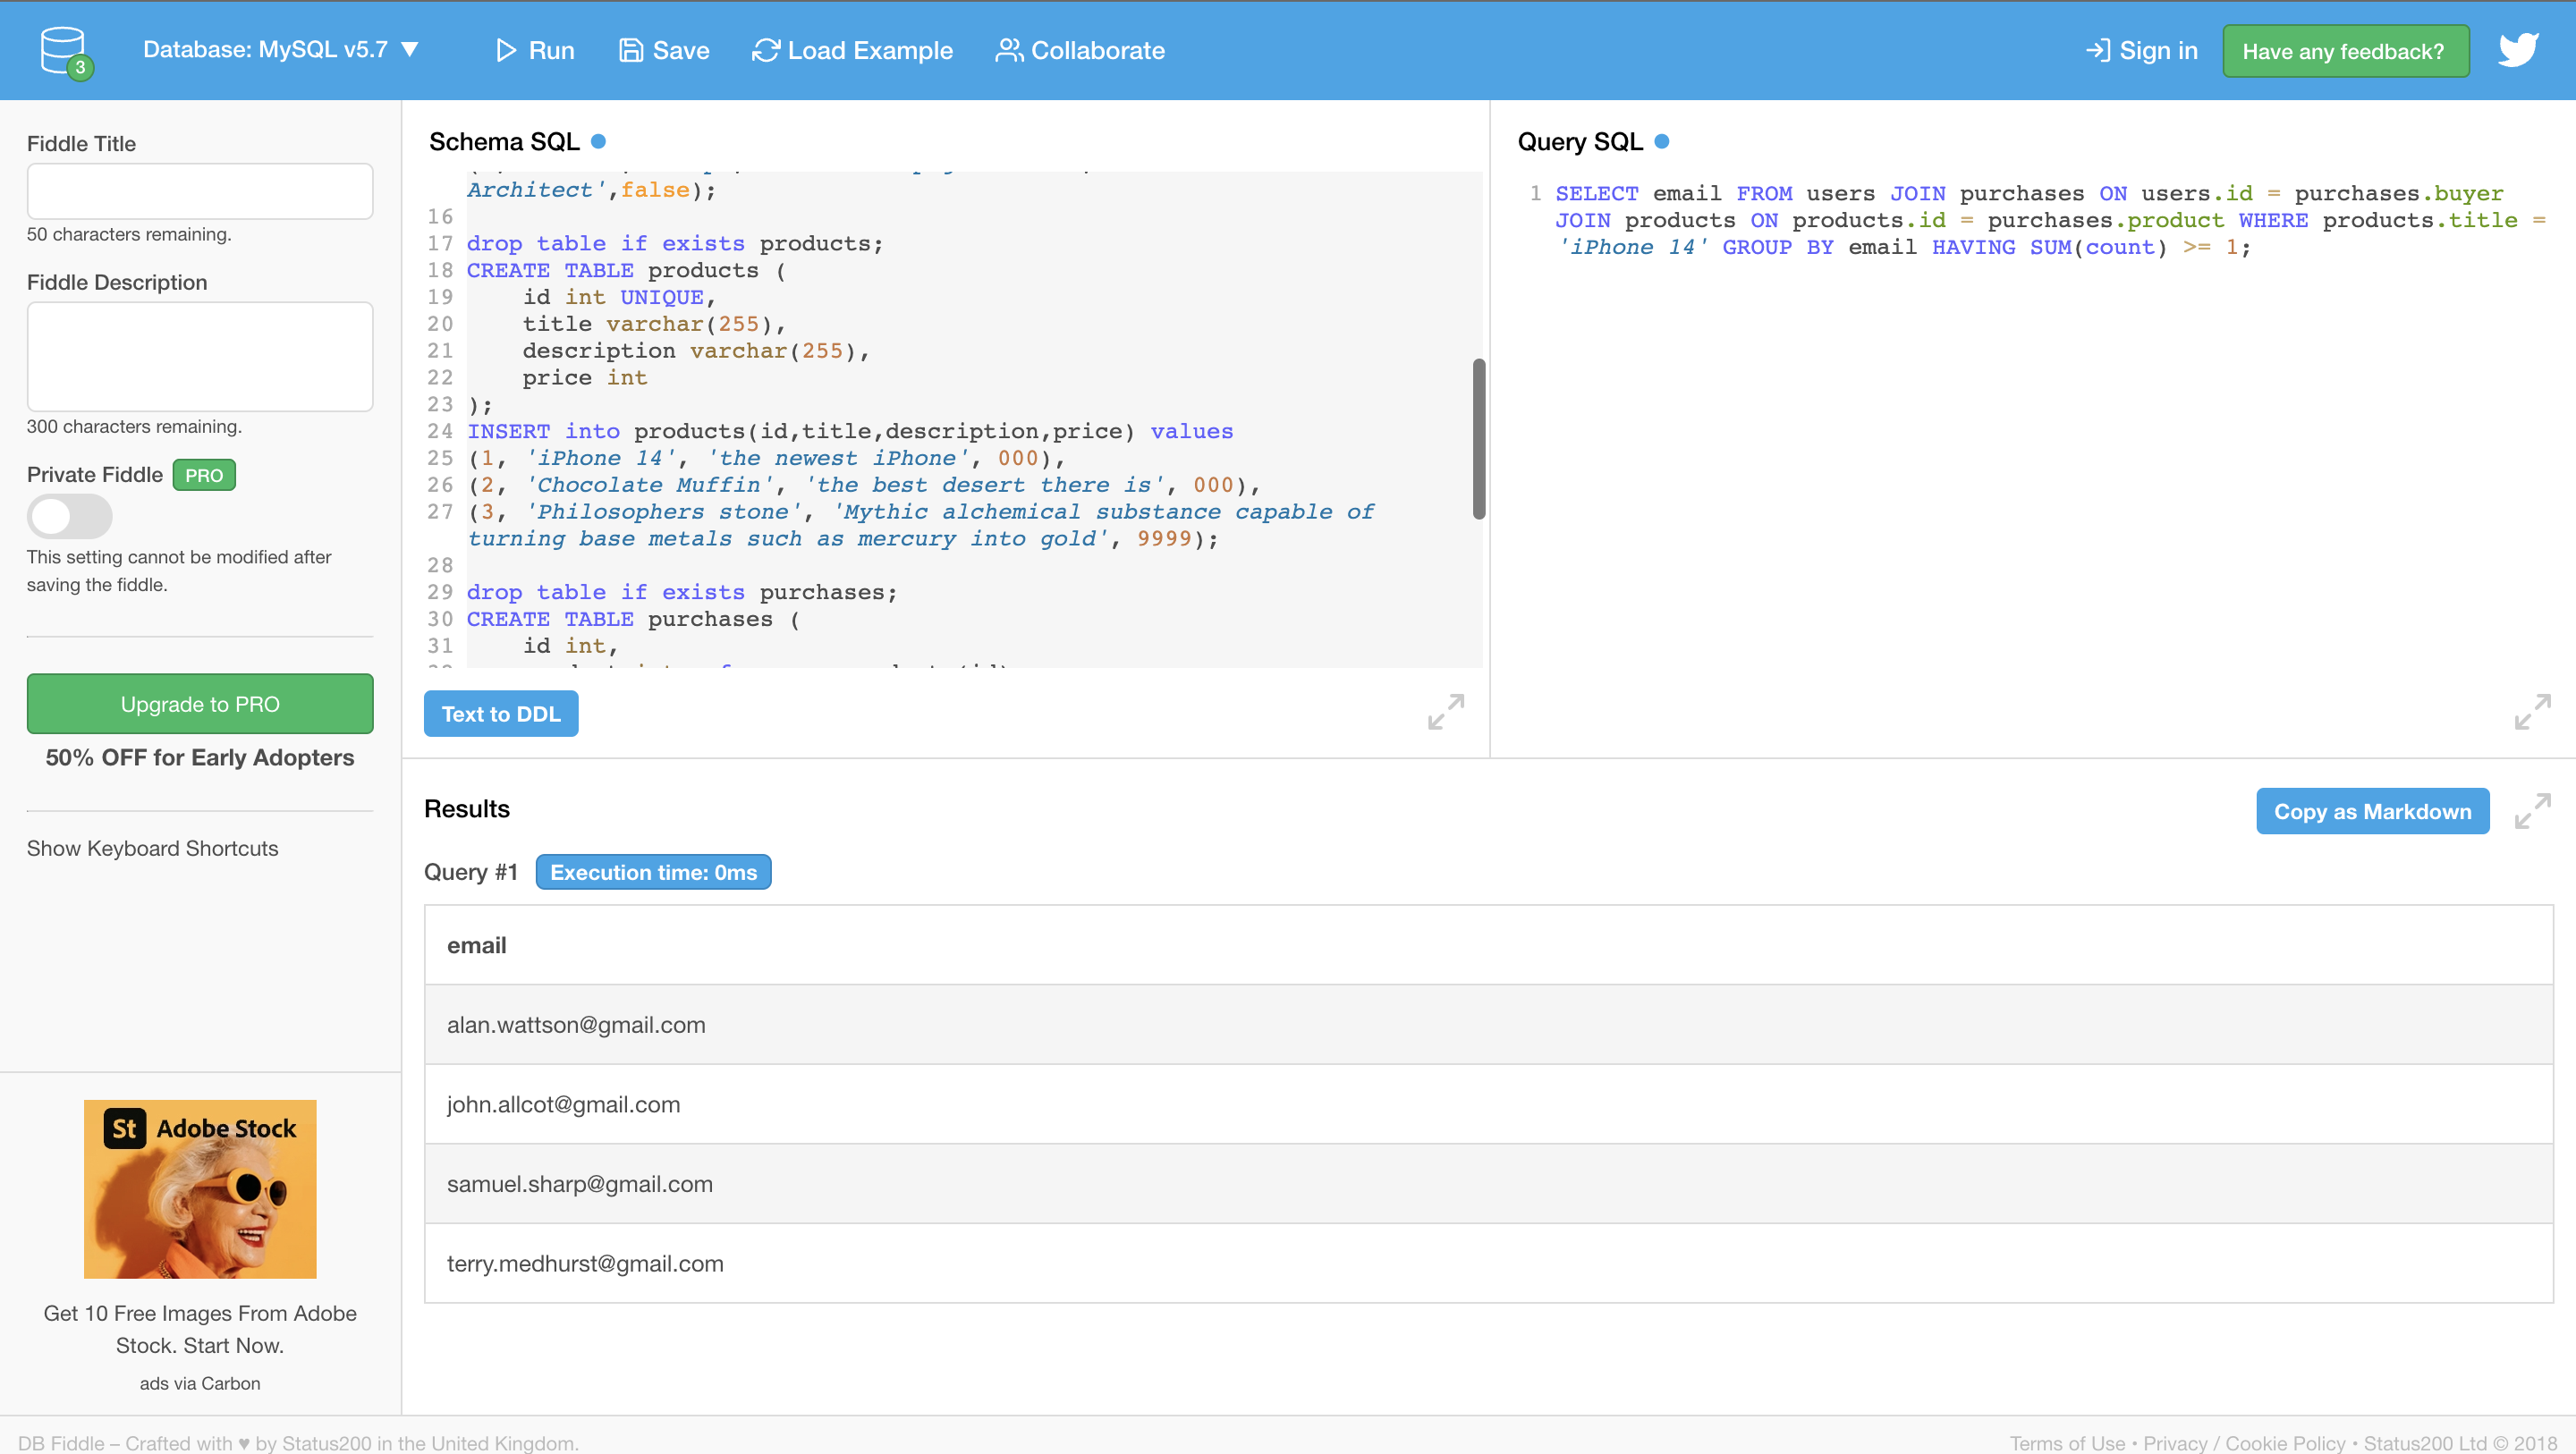 3
Database: MySQL v5.7 ▼
Run
Save
Load Example
Collaborate
Sign in
Have any feedback?
Fiddle Title
50 characters remaining.
Fiddle Description
300 characters remaining.
Private Fiddle PRO
This setting cannot be modified after
saving the fiddle.
Upgrade to PRO
50% OFF for Early Adopters
Show Keyboard Shortcuts
St Adobe Stock
Get 10 Free Images From Adobe
Stock. Start Now.
ads via Carbon
Schema SQL
Architect',false);
16
17 drop table if exists products;
18 CREATE TABLE products (
19 id int UNIQUE,
20 title varchar(255),
21 description varchar(255),
22 price int
23 );
24 INSERT into products(id,title,description,price) values
25 (1, 'iPhone 14', 'the newest iPhone', 000),
26 (2, 'Chocolate Muffin', 'the best desert there is', 000),
27 (3, 'Philosophers stone', 'Mythic alchemical substance capable of
turning base metals such as mercury into gold', 9999);
28
29 drop table if exists purchases;
30 CREATE TABLE purchases (
31 id int,
Text to DDL
Query SQL
1 SELECT email FROM users JOIN purchases ON users.id = purchases.buyer
JOIN products ON products.id = purchases.product WHERE products.title =
'iPhone 14' GROUP BY email HAVING SUM(count) >= 1;
Results
Copy as Markdown
Query #1 Execution time: 0ms
email
alan.wattson@gmail.com
john.allcot@gmail.com
samuel.sharp@gmail.com
terry.medhurst@gmail.com
DB Fiddle – Crafted with ♥ by Status200 in the United Kingdom.
Terms of Use • Privacy / Cookie Policy • Status200 Ltd © 2018